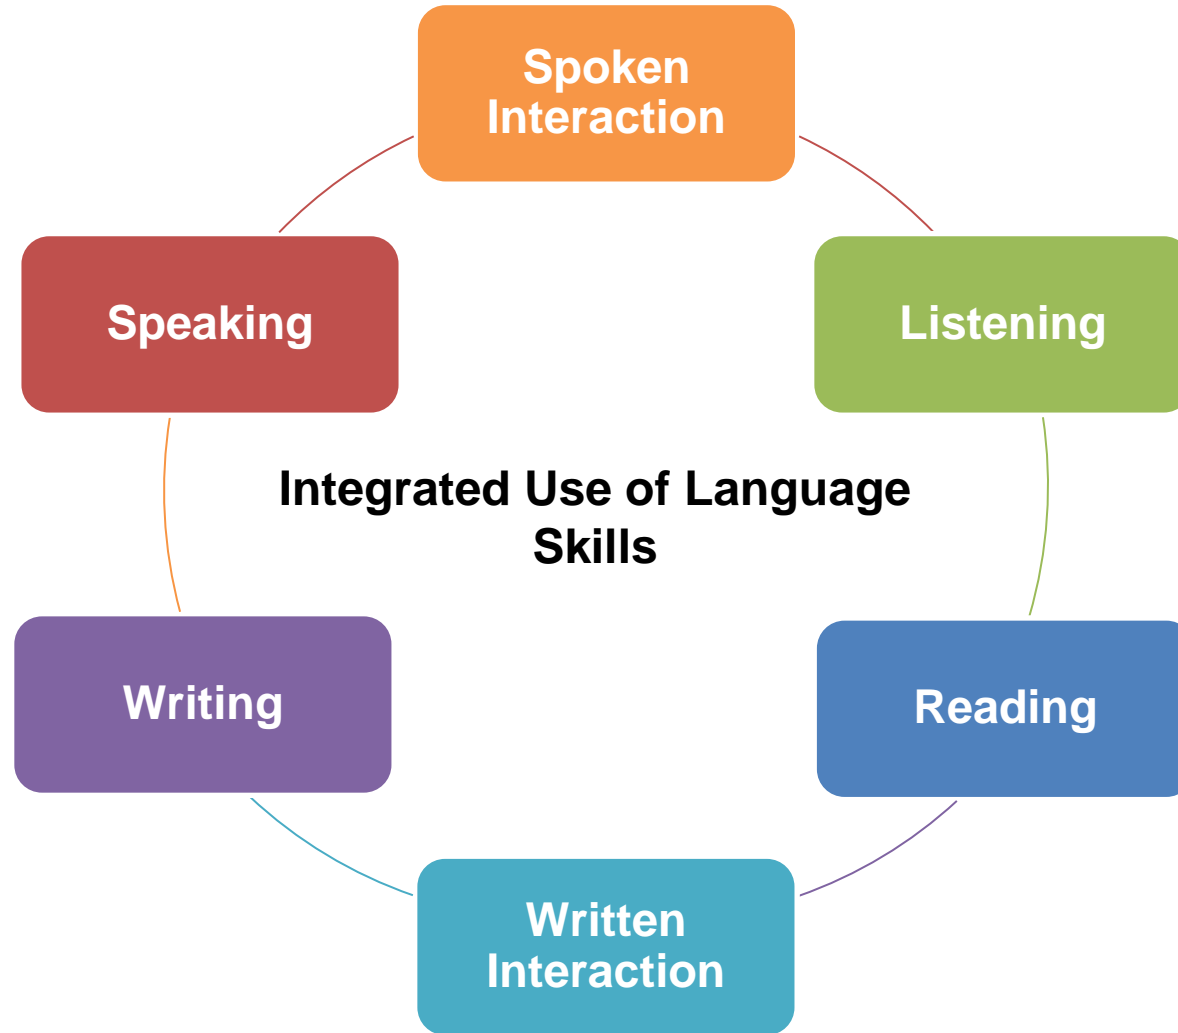 Spoken
Interaction
Speaking
Listening
Integrated Use of Language
Skills
Writing
Reading
Written
Interaction